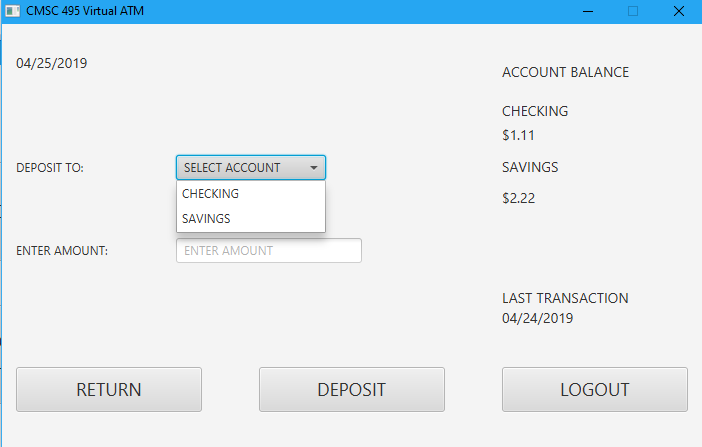 CMSC 495 Virtual ATM
04/25/2019
ACCOUNT BALANCE
CHECKING
$1.11
DEPOSIT TO:
SELECT ACCOUNT
CHECKING
SAVINGS
SAVINGS
$2.22
ENTER AMOUNT:
ENTER AMOUNT
LAST TRANSACTION
04/24/2019
RETURN
DEPOSIT
LOGOUT